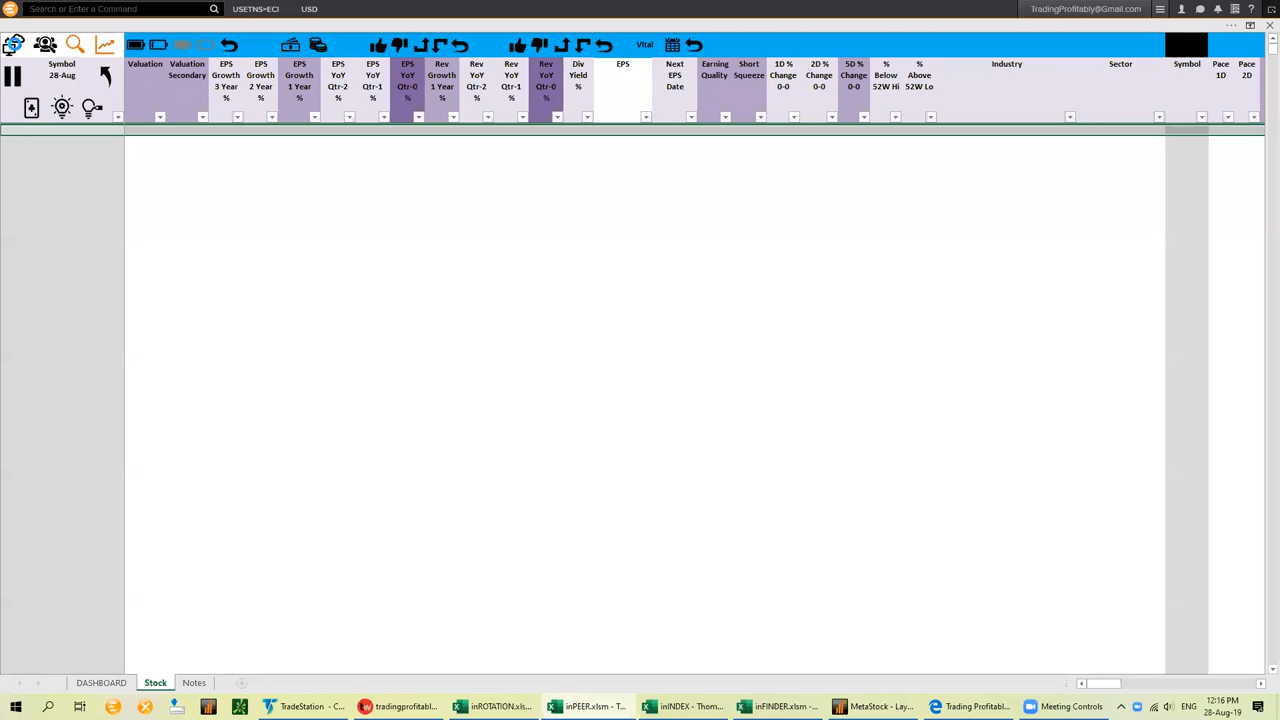 Search or Enter a Command USETNS=ECI USD TradingProfitably@Gmail.com
Vital
Symbol
28-Aug
Valuation
Valuation
Secondary
EPS
Growth
3 Year
%
EPS
Growth
2 Year
%
EPS
Growth
1 Year
%
EPS
YoY
Qtr-2
%
EPS
YoY
Qtr-1
%
EPS
YoY
Qtr-0
%
Rev
Growth
1 Year
%
Rev
YoY
Qtr-2
%
Rev
YoY
Qtr-1
%
Rev
YoY
Qtr-0
%
Div
Yield
%
EPS
Next
EPS
Date
Earning
Quality
Short
Squeeze
1D %
Change
0-0
2D %
Change
0-0
5D %
Change
0-0
%
Below
52W Hi
%
Above
52W Lo
Industry
Sector
Symbol
Pace
1D
Pace
2D
DASHBOARD Stock Notes
TradeStation - C... tradingprofitabl... inROTATION.xls... inPEER.xlsm - T... inINDEX - Thom... inFINDER.xlsm -... MetaStock - Lay... Trading Profitabl... Meeting Controls ENG
12:16 PM
28-Aug-19